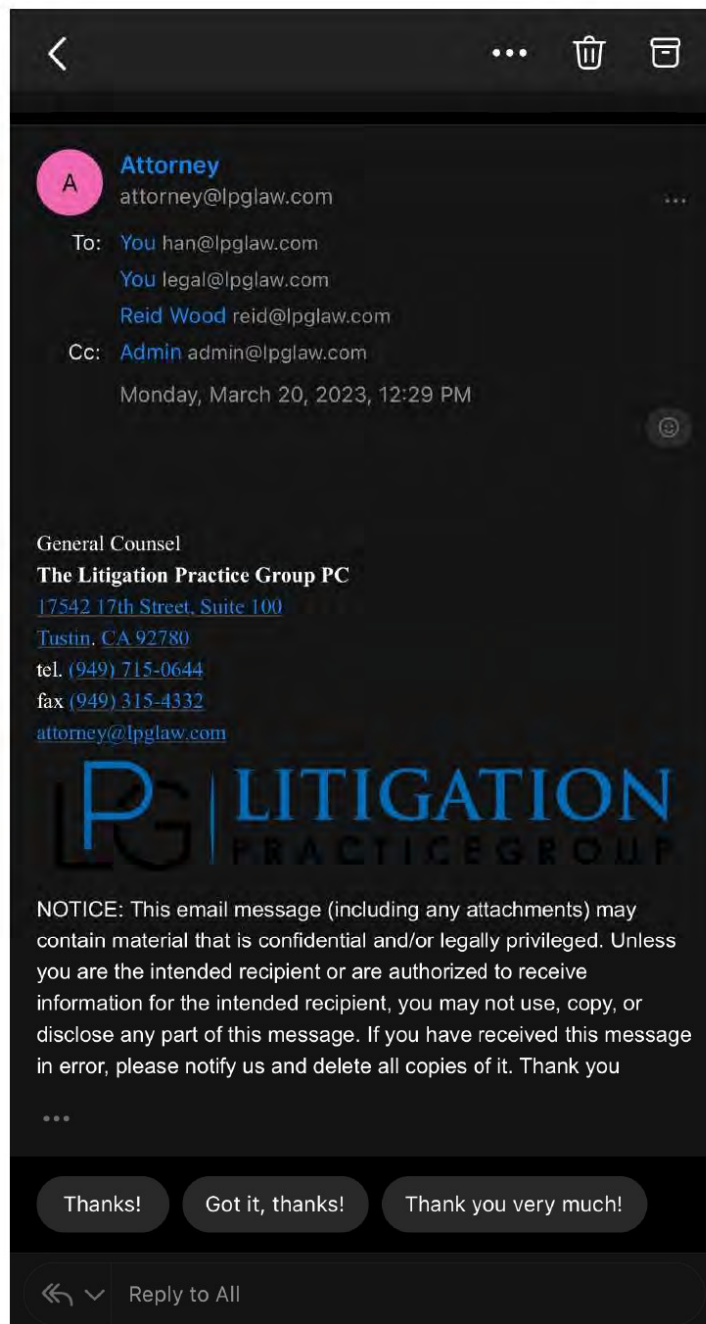 A
Attorney
attorney@lpglaw.com
To: You han@lpglaw.com
You legal@lpglaw.com
Reid Wood reid@lpglaw.com
Cc: Admin admin@lpglaw.com
Monday, March 20, 2023, 12:29 PM
General Counsel
The Litigation Practice Group PC
17542 17th Street, Suite 100
Tustin, CA 92780
tel. (949) 715-0644
fax (949) 315-4332
attorney@lpglaw.com
LPG LITIGATION
PRACTICEGROUP
NOTICE: This email message (including any attachments) may
contain material that is confidential and/or legally privileged. Unless
you are the intended recipient or are authorized to receive
information for the intended recipient, you may not use, copy, or
disclose any part of this message. If you have received this message
in error, please notify us and delete all copies of it. Thank you
Thanks!
Got it, thanks!
Thank you very much!
Reply to All